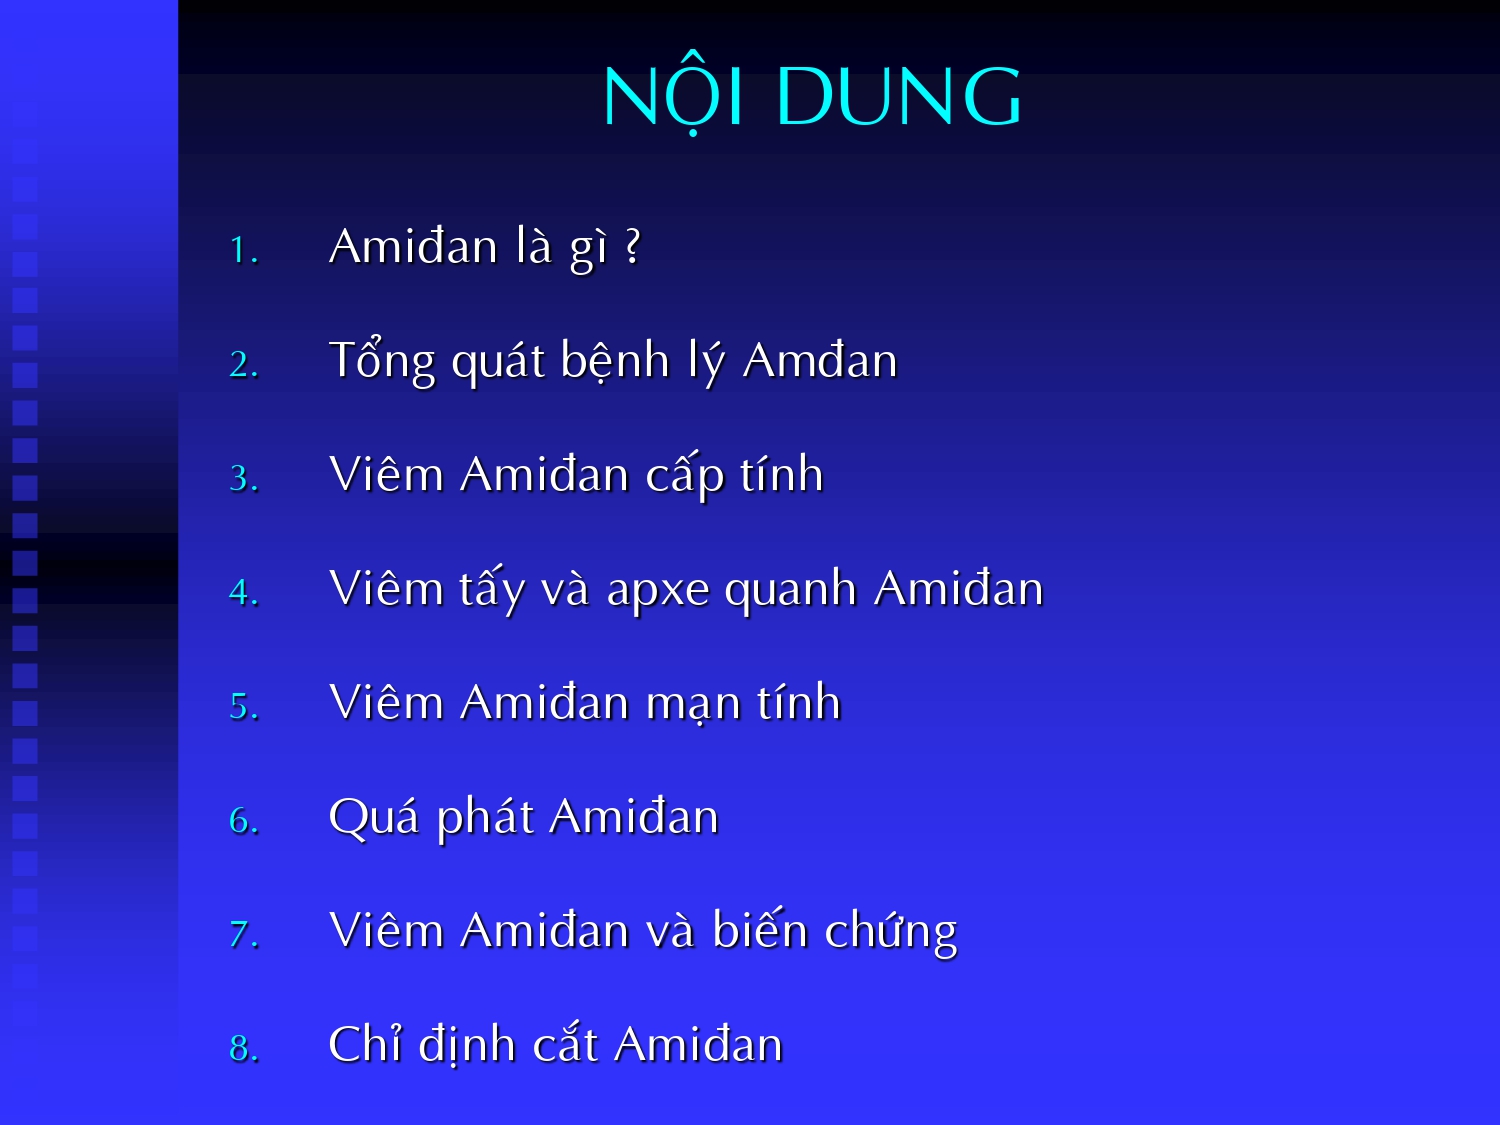 NỘI DUNG
1. Amiđan là gì ?
2. Tổng quát bệnh lý Amđan
3. Viêm Amiđan cấp tính
4. Viêm tấy và apxe quanh Amiđan
5. Viêm Amiđan mạn tính
6. Quá phát Amiđan
7. Viêm Amiđan và biến chứng
8. Chỉ định cắt Amiđan